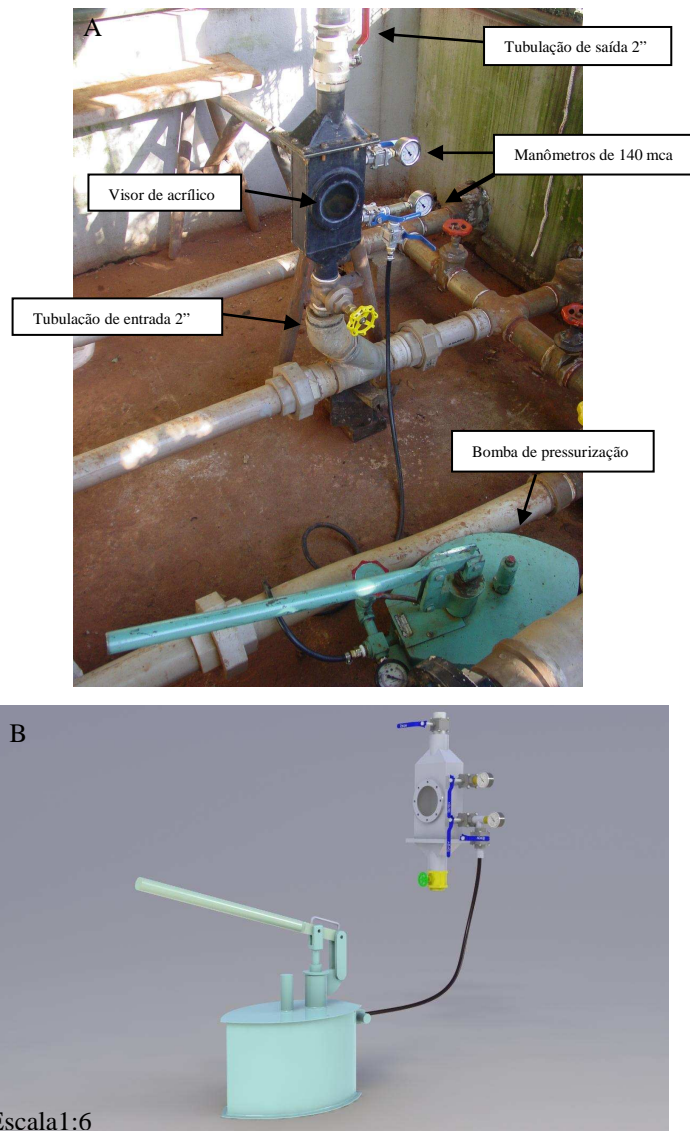 A
Tubulação de saída 2”
Manômetros de 140 mca
Visor de acrílico
Tubulação de entrada 2”
Bomba de pressurização
B
Escala1:6